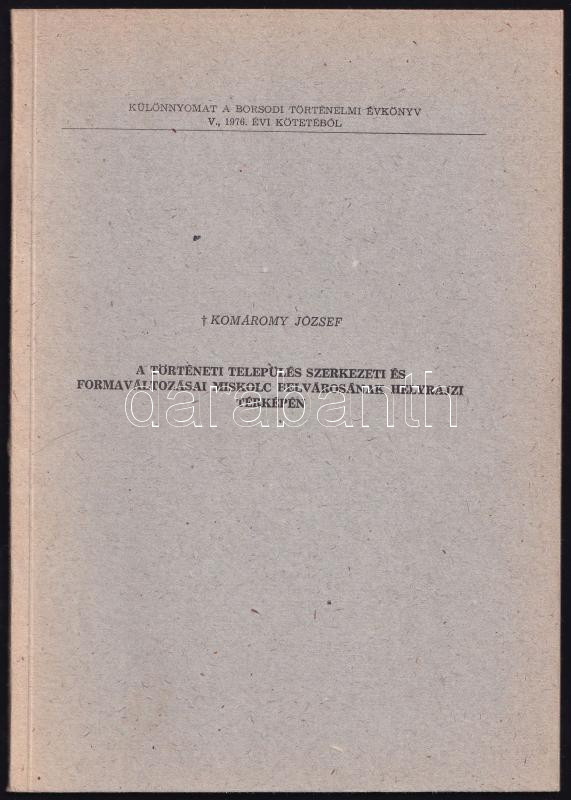 KÜLÖNNYOMAT A BORSODI TÖRTÉNELMI ÉVKÖNYV
V., 1976. ÉVI KÖTETÉBŐL
† KOMÁROMY JÓZSEF
A TÖRTÉNETI TELEPÜLÉS SZERKEZETI ÉS
FORMAVÁLTOZÁSAI MISKOLC BELVÁROSÁNAK HELYRAJZI
TÉRKÉPÉN
darabanth